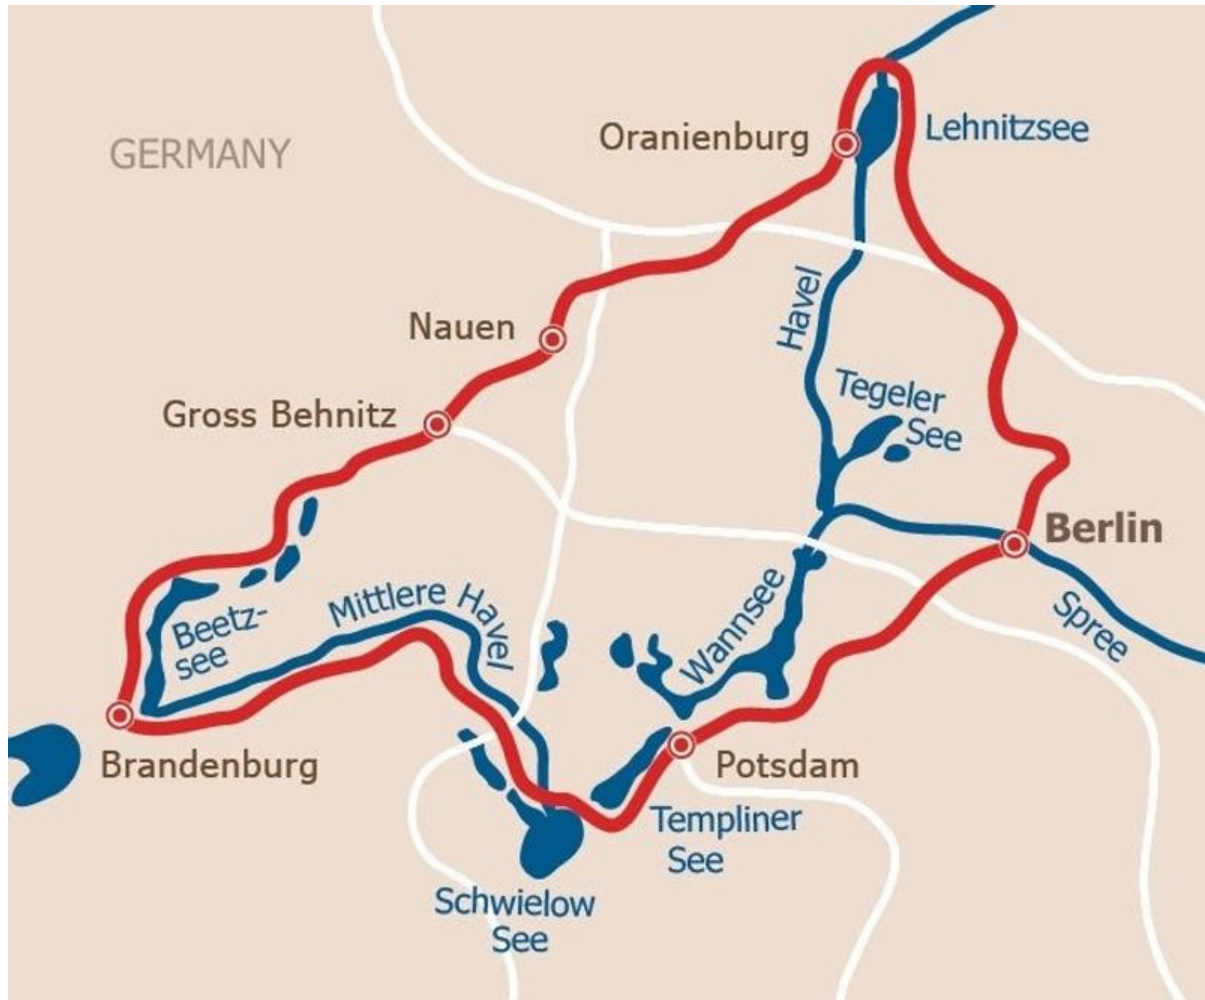 GERMANY
Oranienburg
Lehnitzsee
Havel
Nauen
Tegeler
See
Gross Behnitz
Berlin
Mittlere Havel
Wannsee
Spree
Beetz-
see
Brandenburg
Potsdam
Templiner
See
Schwielow
See